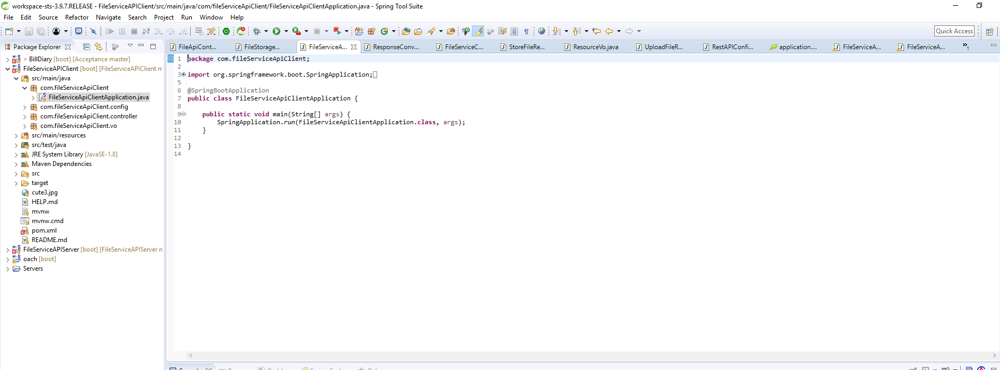 workspace-sts-3.9.7.RELEASE - FileServiceAPIClient/src/main/java/com/fileServiceApiClient/FileServiceApiClientApplication.java - Spring Tool Suite
File Edit Source Refactor Navigate Search Project Run Window Help
Quick Access
Package Explorer
FileApiCont... FileStorage... FileServiceA... ResponseConv... FileServiceC... StoreFileRe... ResourceVo.java UploadFileR... RestAPIConfi... application.... FileServiceA... FileServiceA... »1
> BillDiary [boot] [Acceptance master]
FileServiceAPIClient [boot] [FileServiceAPIClient m
src/main/java
com.fileServiceApiClient
FileServiceApiClientApplication.java
com.fileServiceApiClient.config
com.fileServiceApiClient.controller
com.fileServiceApiClient.vo
src/main/resources
src/test/java
JRE System Library [JavaSE-1.8]
Maven Dependencies
src
target
cute3.jpg
HELP.md
mvnw
mvnw.cmd
pom.xml
README.md
FileServiceAPIServer [boot] [FileServiceAPIServer m
oach [boot]
Servers
1 package com.fileServiceApiClient;
2
3 import org.springframework.boot.SpringApplication;
5
6 @SpringBootApplication
7 public class FileServiceApiClientApplication {
8
9 public static void main(String[] args) {
10 SpringApplication.run(FileServiceApiClientApplication.class, args);
11 }
12
13 }
14